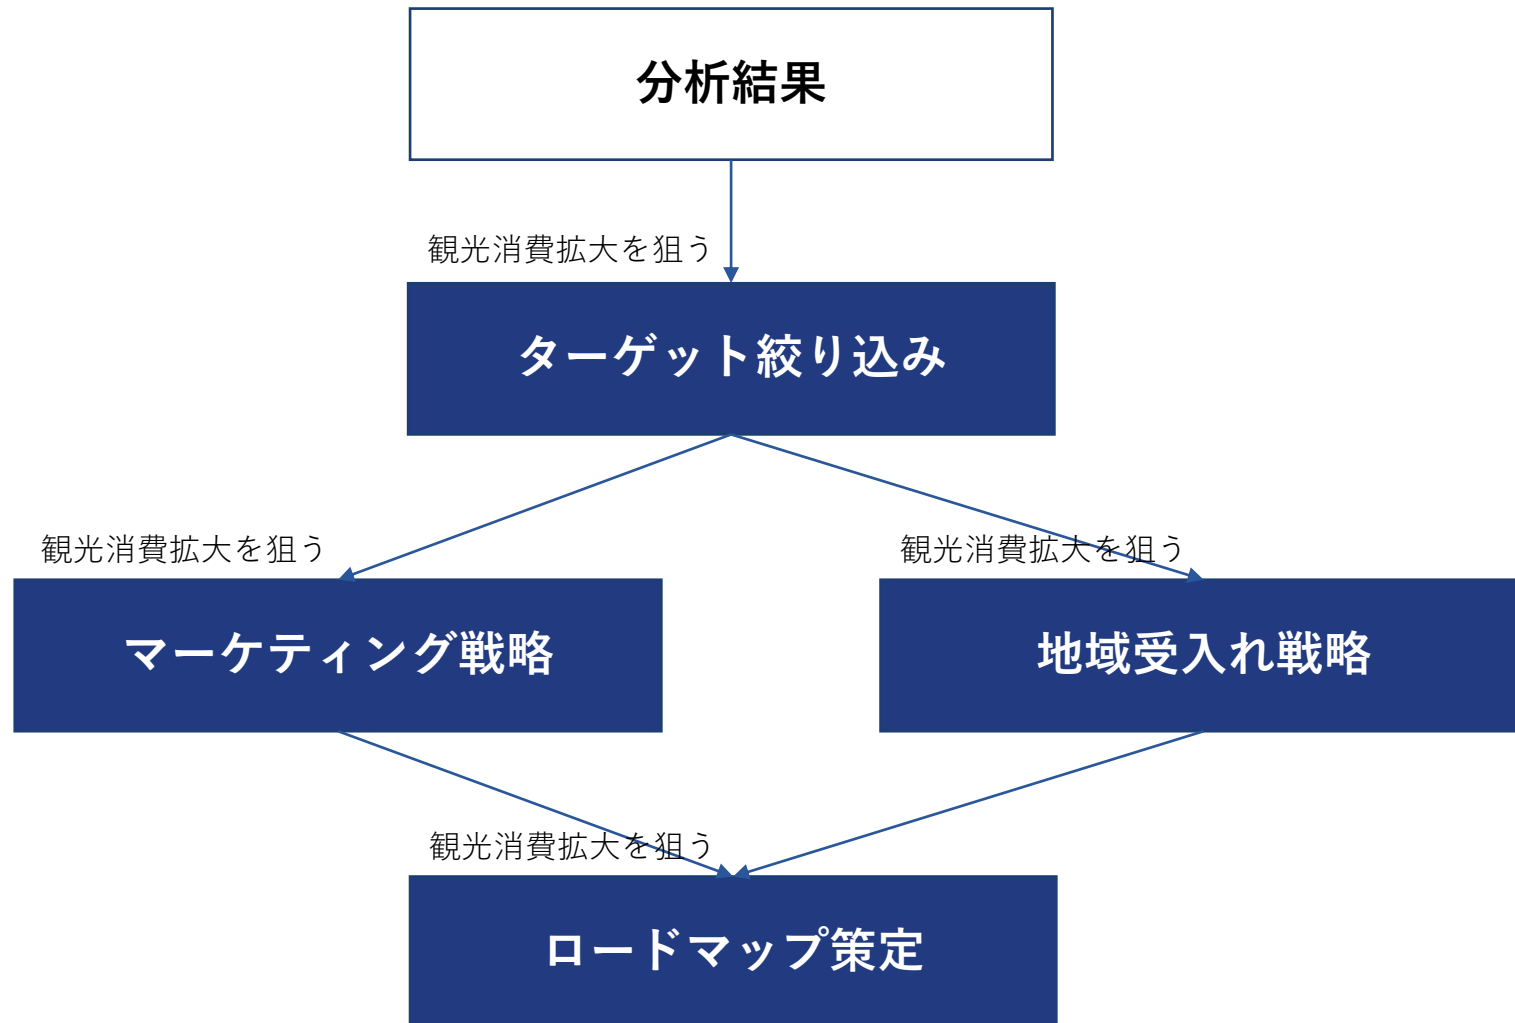 分析結果
観光消費拡大を狙う
ターゲット絞り込み
観光消費拡大を狙う
観光消費拡大を狙う
マーケティング戦略
地域受入れ戦略
観光消費拡大を狙う
ロードマップ策定